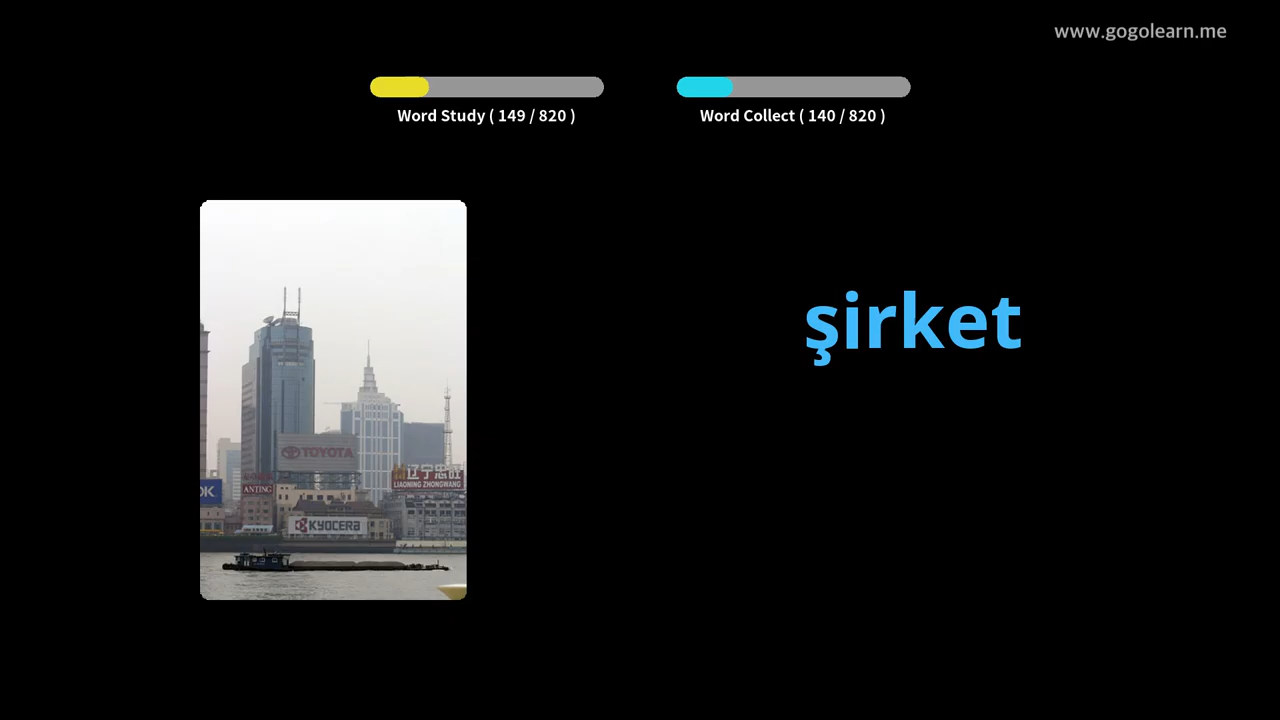 www.gogolearn.me
Word Study ( 149 / 820 )
Word Collect ( 140 / 820 )
şirket
TOYOTA
辽宁忠旺
LIAONING ZHONGWANG
OK
ANTING
KYOCERA